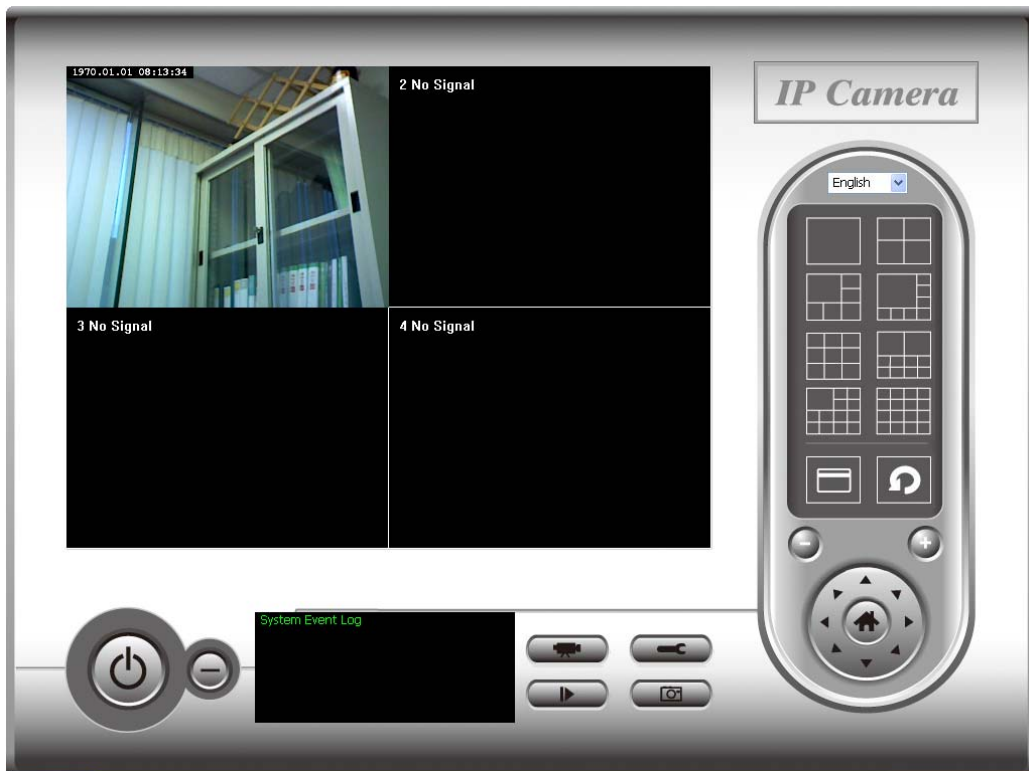 1970.01.01 08:13:34
2 No Signal
IP Camera
English
3 No Signal
4 No Signal
System Event Log